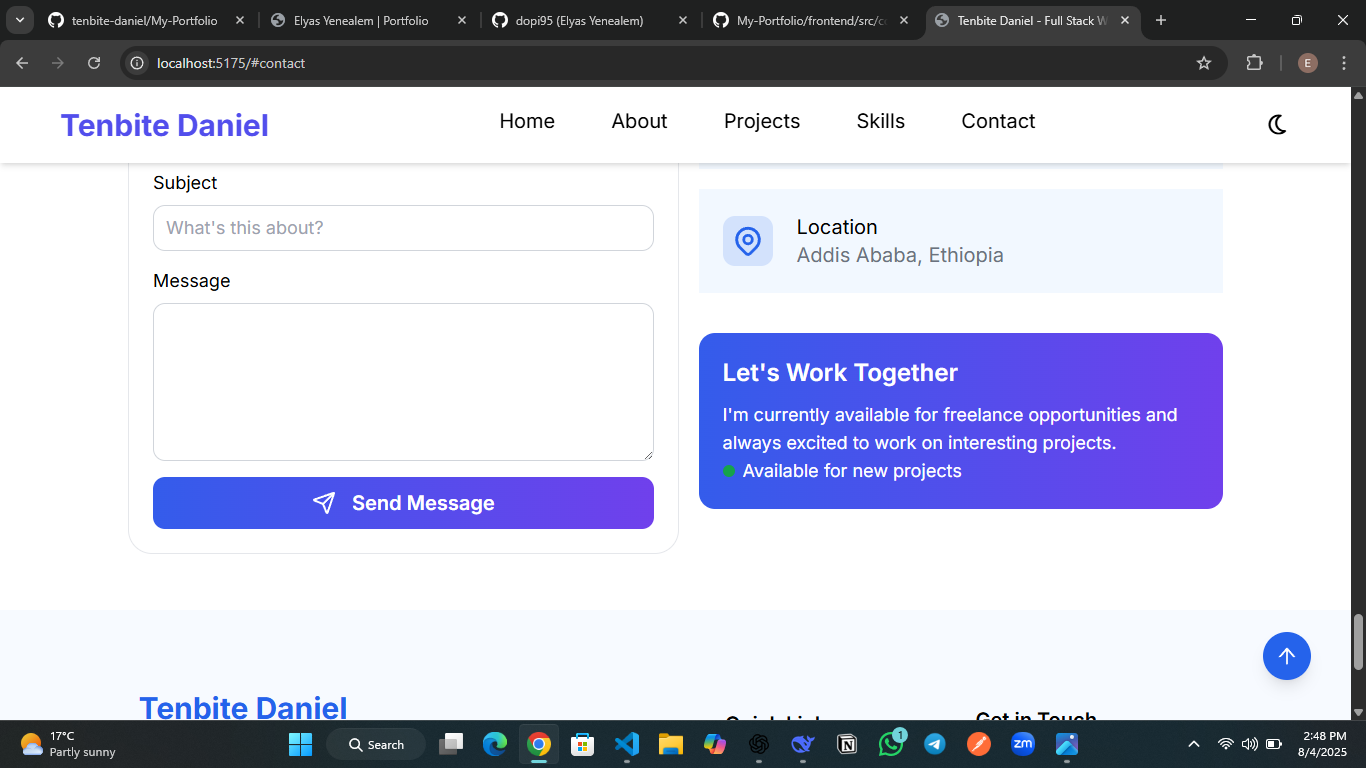 tenbite-daniel/My-Portfolio
Elyas Yenealem | Portfolio
dopi95 (Elyas Yenealem)
My-Portfolio/frontend/src/c
Tenbite Daniel - Full Stack W
localhost:5175/#contact
E
Tenbite Daniel
Home
About
Projects
Skills
Contact
Subject
What's this about?
Message
Send Message
Location
Addis Ababa, Ethiopia
Let's Work Together
I'm currently available for freelance opportunities and
always excited to work on interesting projects.
Available for new projects
Tenbite Daniel
Get in Touch
17°C
Partly sunny
Search
1
zm
2:48 PM
8/4/2025